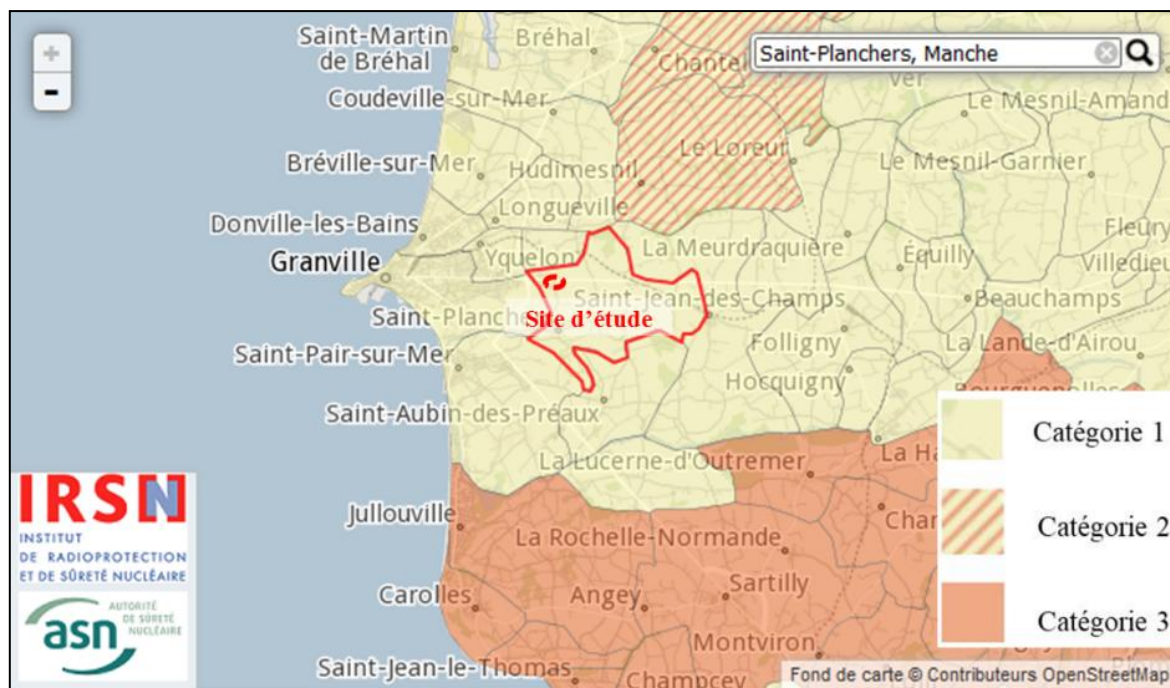 +
-
Saint-Planchers, Manche
Saint-Martin
de Bréhal
Bréhal
Coudeville-sur-Mer
Ver
Le Mesnil-Amand
Bréville-sur-Mer
Hudimesnil
Le Loreur
Le Mesnil-Garnier
Longueville
Donville-les-Bains
Yquelon
La Meurdraquière
Fleury
Granville
Équilly
Villedieu
Saint-Jean-des-Champs
Beauchamps
Site d'étude
Saint-Pair-sur-Mer
Folligny
La Lande-d'Airou
Hocquigny
Saint-Aubin-des-Préaux
La Lucerne-d'Outremer
Jullouville
La Rochelle-Normande
Carolles
Angey
Sartilly
Montviron
Saint-Jean-le-Thomas
Champcey
Catégorie 1
Catégorie 2
Catégorie 3
IRSN
INSTITUT
DE RADIOPROTECTION
ET DE SÛRETÉ NUCLÉAIRE
asn
AUTORITÉ
DE SÛRETÉ
NUCLÉAIRE
Fond de carte © Contributeurs OpenStreetMap